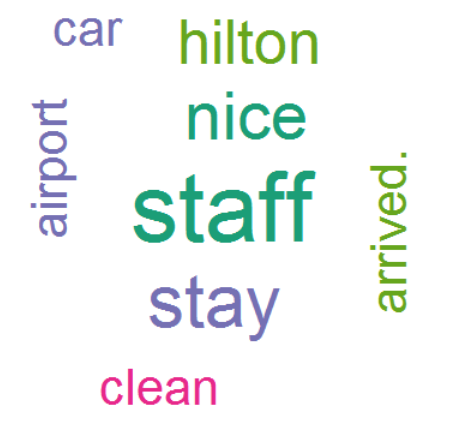 car
hilton
nice
airport
staff
arrived.
stay
clean